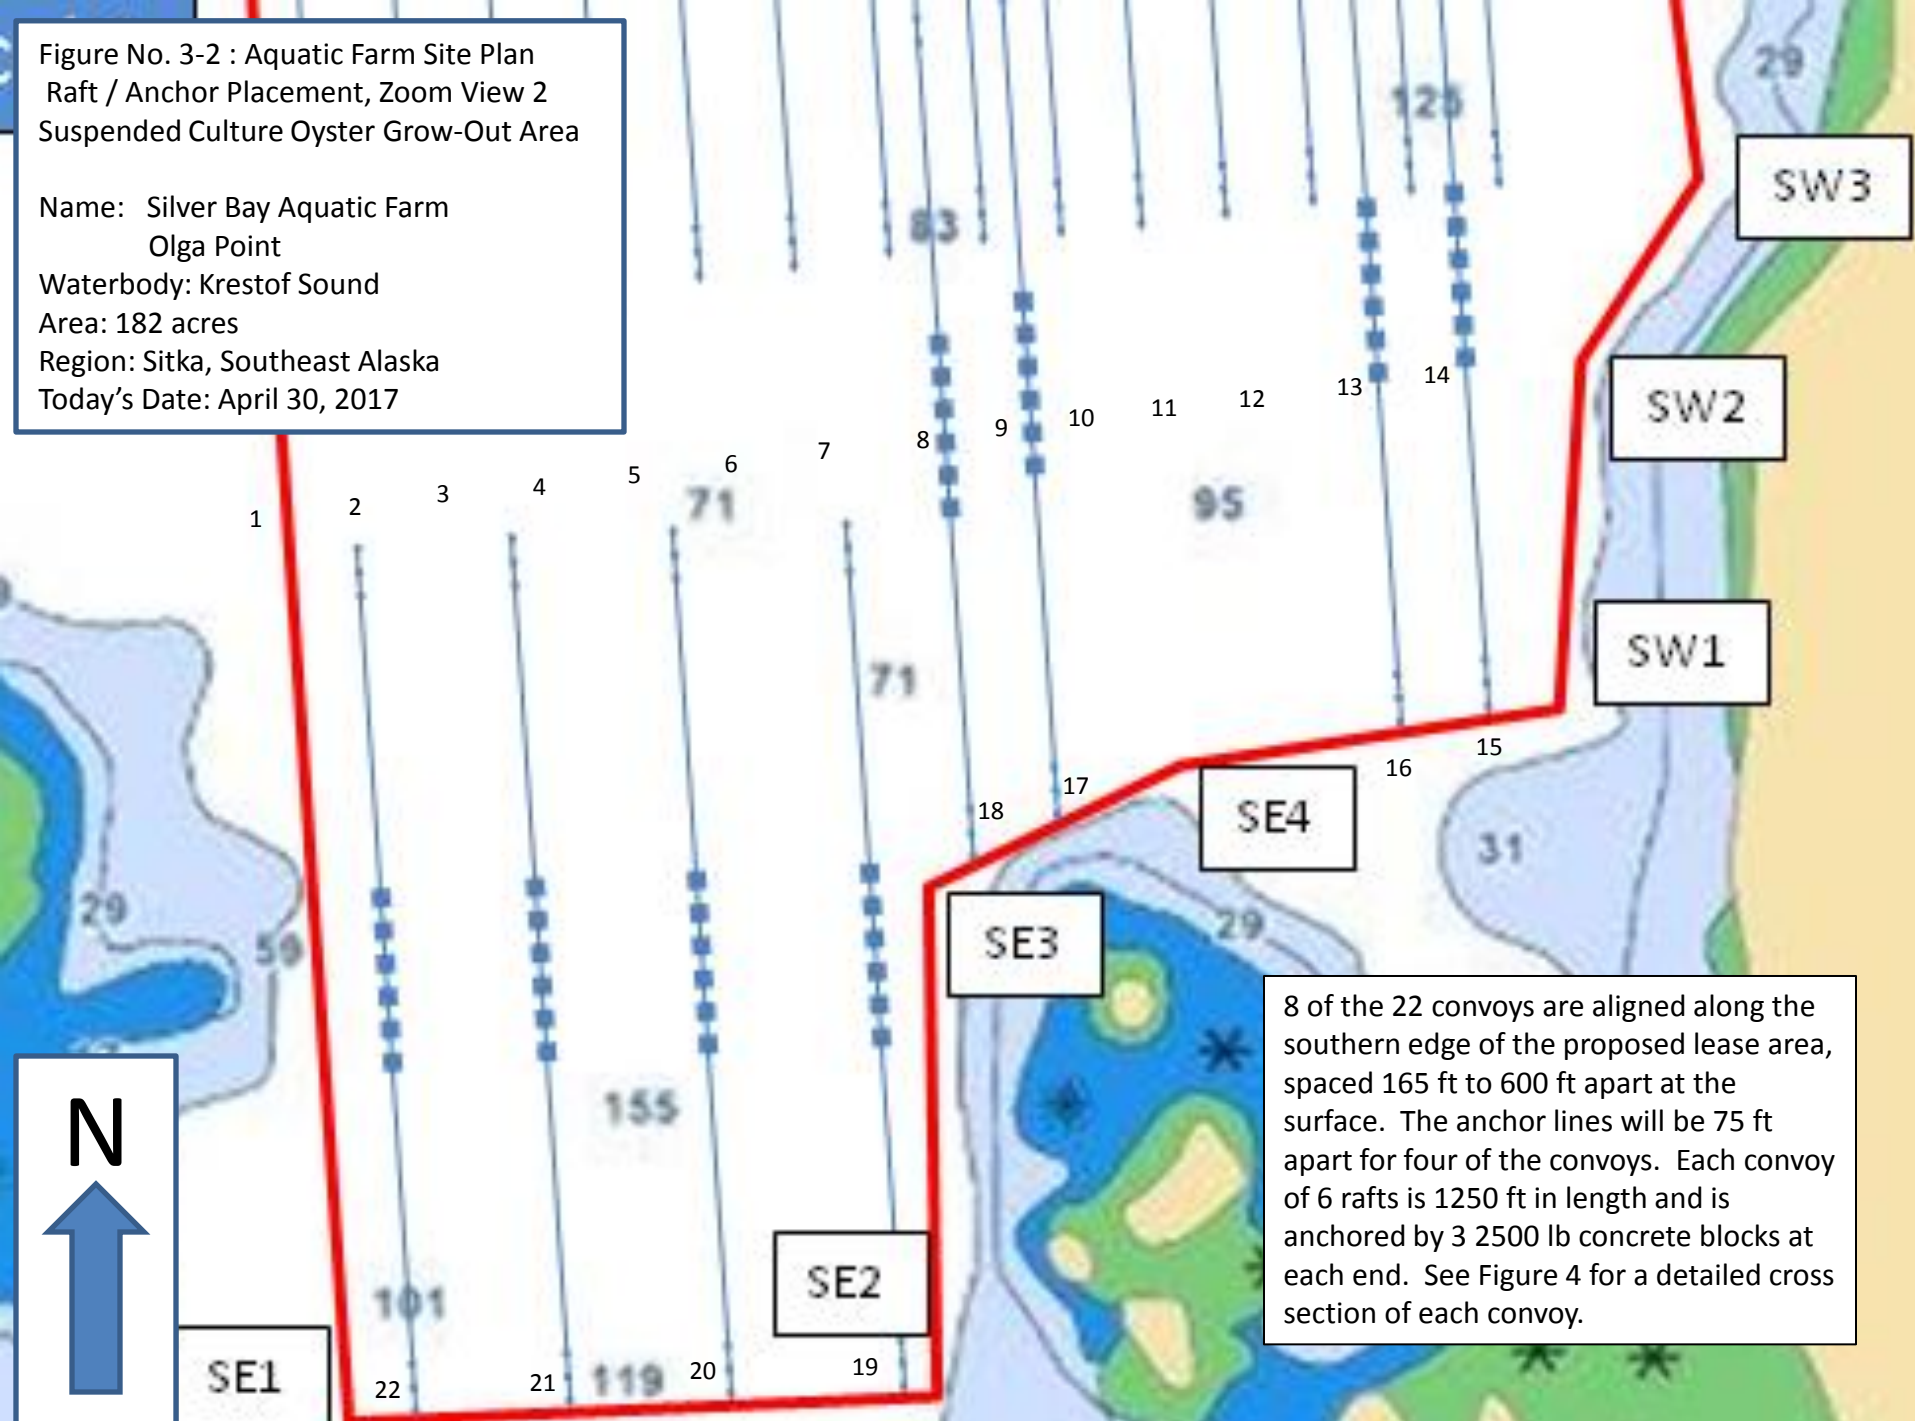 Figure No. 3-2 : Aquatic Farm Site Plan
Raft / Anchor Placement, Zoom View 2
Suspended Culture Oyster Grow-Out Area
Name: Silver Bay Aquatic Farm
Olga Point
Waterbody: Krestof Sound
Area: 182 acres
Region: Sitka, Southeast Alaska
Today's Date: April 30, 2017
29
125
SW3
83
SW2
14
13
12
11
10
9
8
7
6
5
4
3
2
1
71
95
SW1
71
15
16
17
18
SE4
31
29
59
29
SE3
155
8 of the 22 convoys are aligned along the
southern edge of the proposed lease area,
spaced 165 ft to 600 ft apart at the
surface. The anchor lines will be 75 ft
apart for four of the convoys. Each convoy
of 6 rafts is 1250 ft in length and is
anchored by 3 2500 lb concrete blocks at
each end. See Figure 4 for a detailed cross
section of each convoy.
N
SE2
101
SE1
22
21
119
20
19